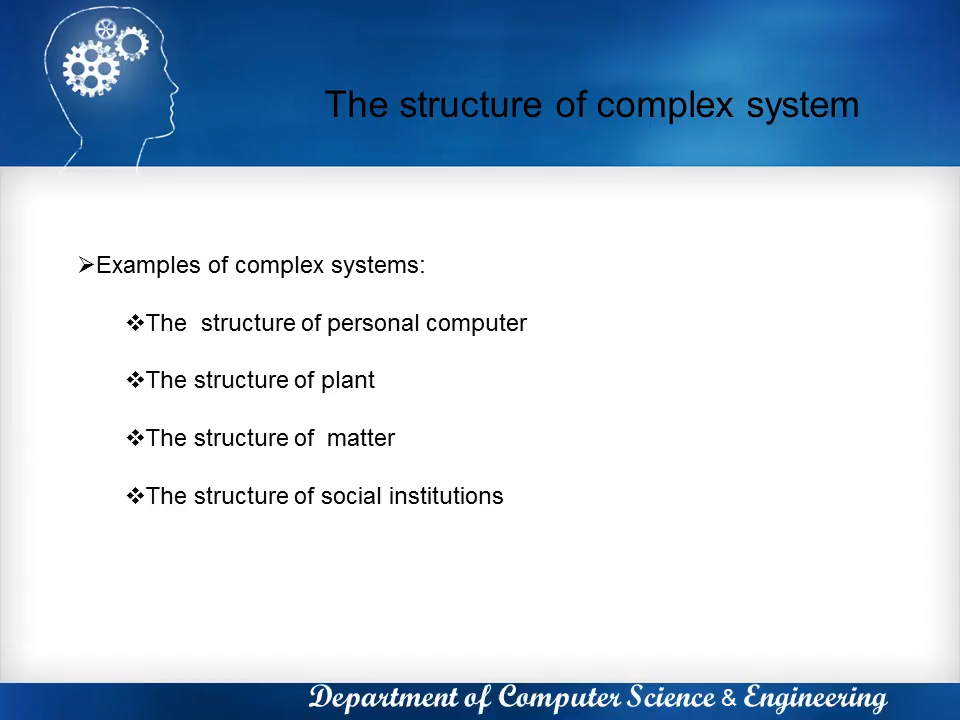 The structure of complex system
➢Examples of complex systems:
❖The  structure of personal computer
❖The structure of plant
❖The structure of  matter
❖The structure of social institutions
Department of Computer Science & Engineering